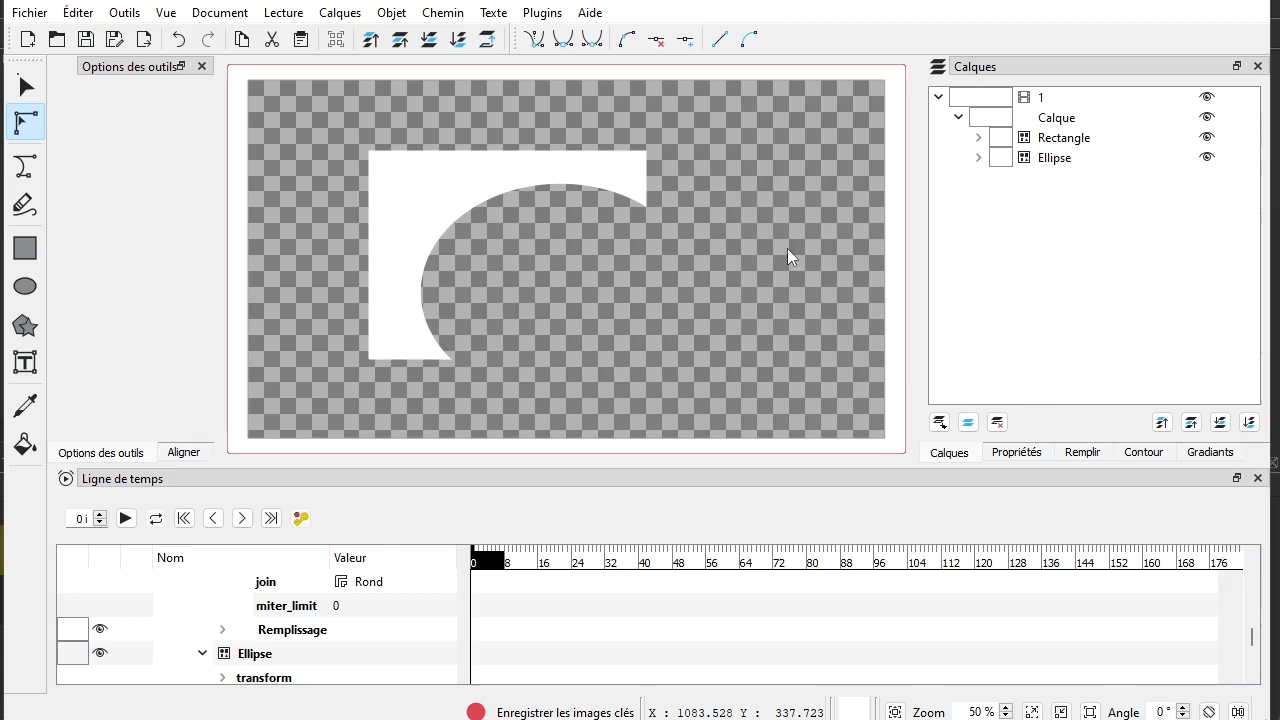 Fichier Éditer Outils Vue Document Lecture Calques Objet Chemin Texte Plugins Aide
Options des outils
Calques
1
Calque
Rectangle
Ellipse
Options des outils Aligner
Calques Propriétés Remplir Contour Gradiants
Ligne de temps
0 i
Nom Valeur
0 8 16 24 32 40 48 56 64 72 80 88 96 104 112 120 128 136 144 152 160 168 176
join Rond
miter_limit 0
Remplissage
Ellipse
transform
Enregistrer les images clés X : 1083.528 Y : 337.723 Zoom 50 % Angle 0°